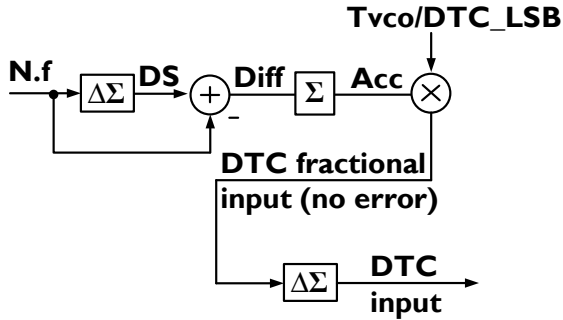 Tvco/DTC_LSB
N.f
ΔΣ
DS
+
-
Diff
Σ
Acc
×
DTC fractional
input (no error)
ΔΣ
DTC
input